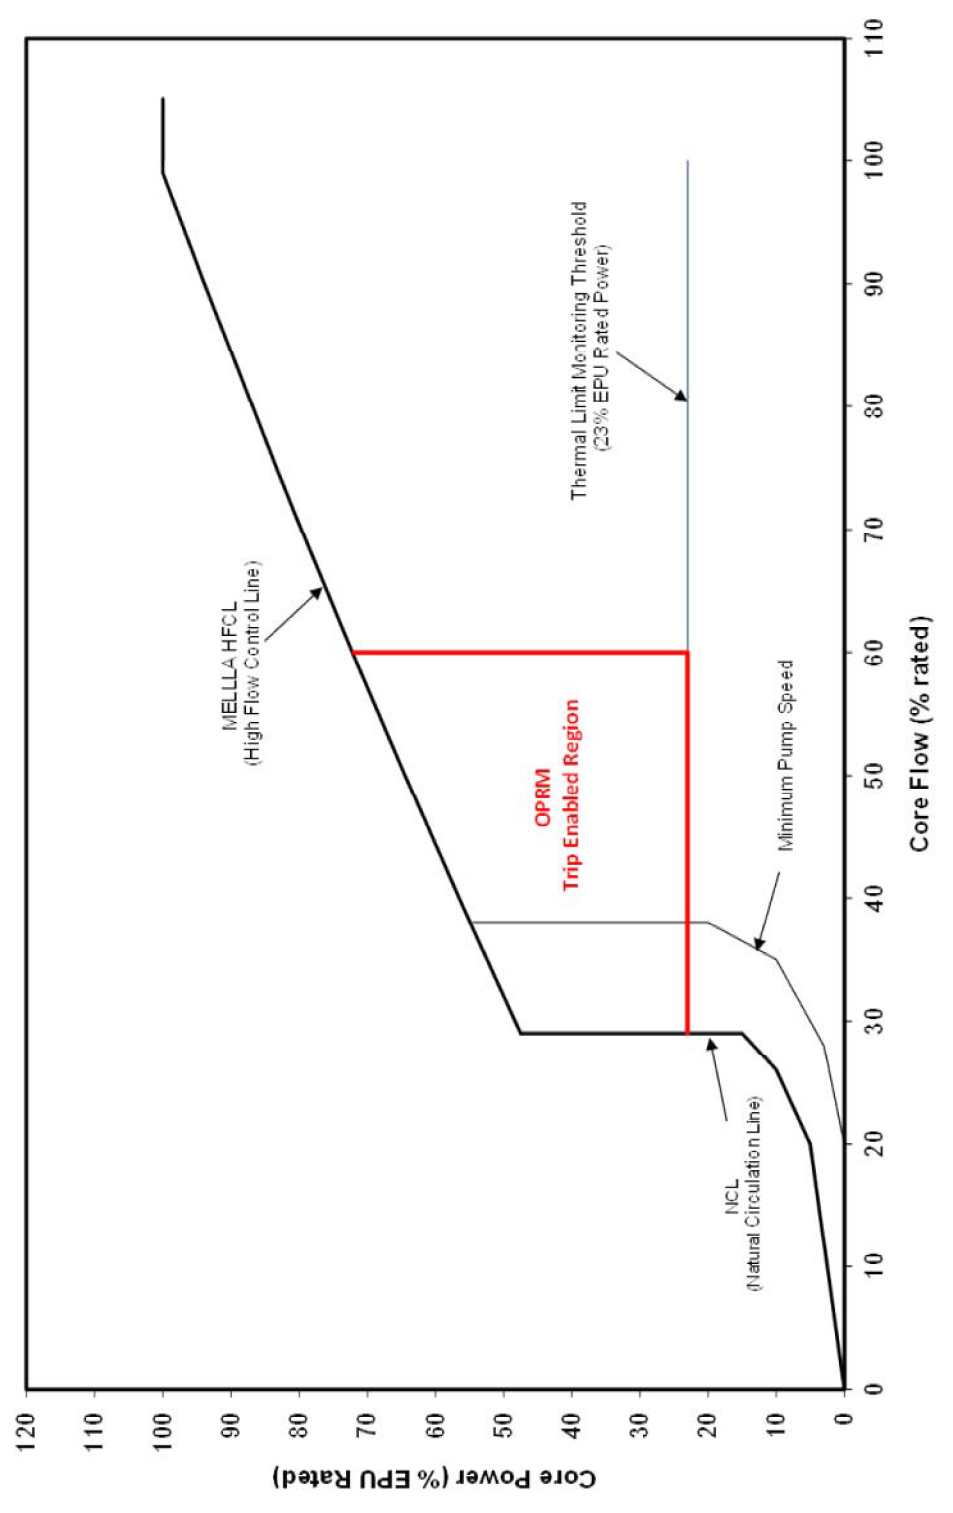 120
110
100
90
80
70
60
50
40
30
20
10
0
Core Power (% EPU Rated)
MELLLA HFCL
(High Flow Control Line)
OPRM
Trip Enabled Region
Thermal Limit Monitoring Threshold
(23% EPU Rated Power)
NCL
(Natural Circulation Line)
Minimum Pump Speed
0
10
20
30
40
50
60
70
80
90
100
110
Core Flow (% rated)